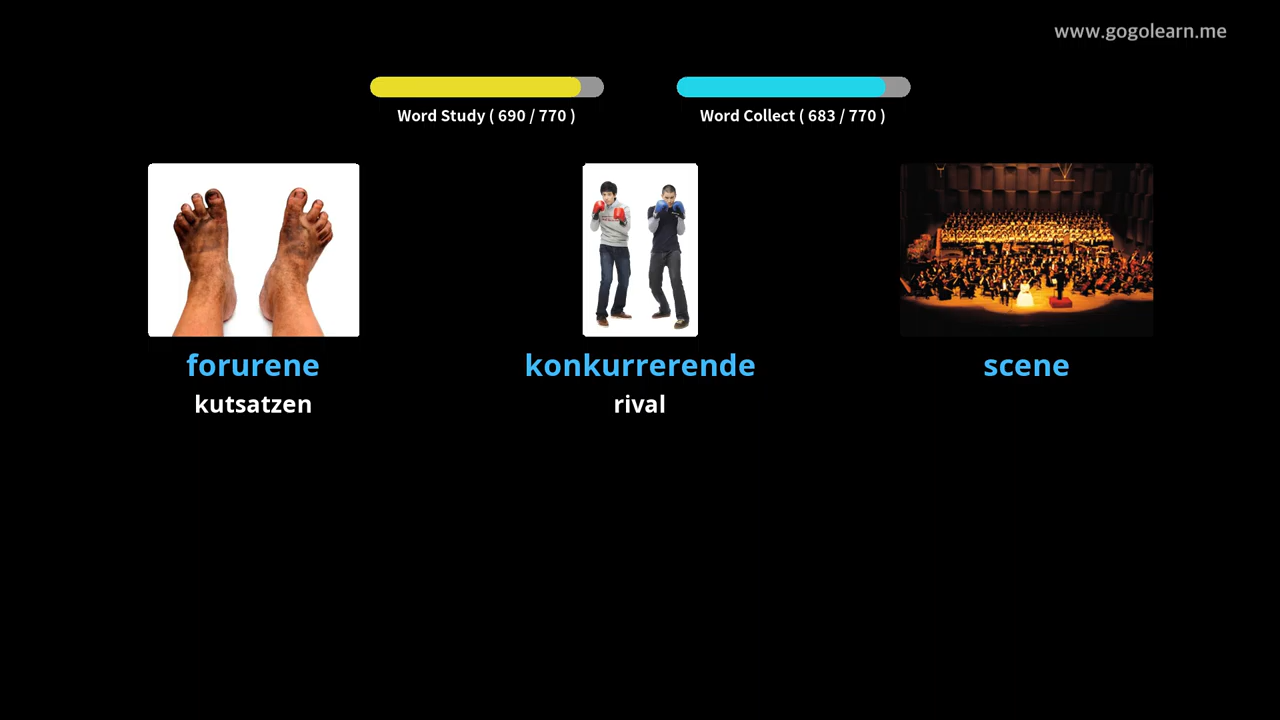 www.gogolearn.me
Word Study ( 690 / 770 )
Word Collect ( 683 / 770 )
forurene
konkurrerende
scene
kutsatzen
rival